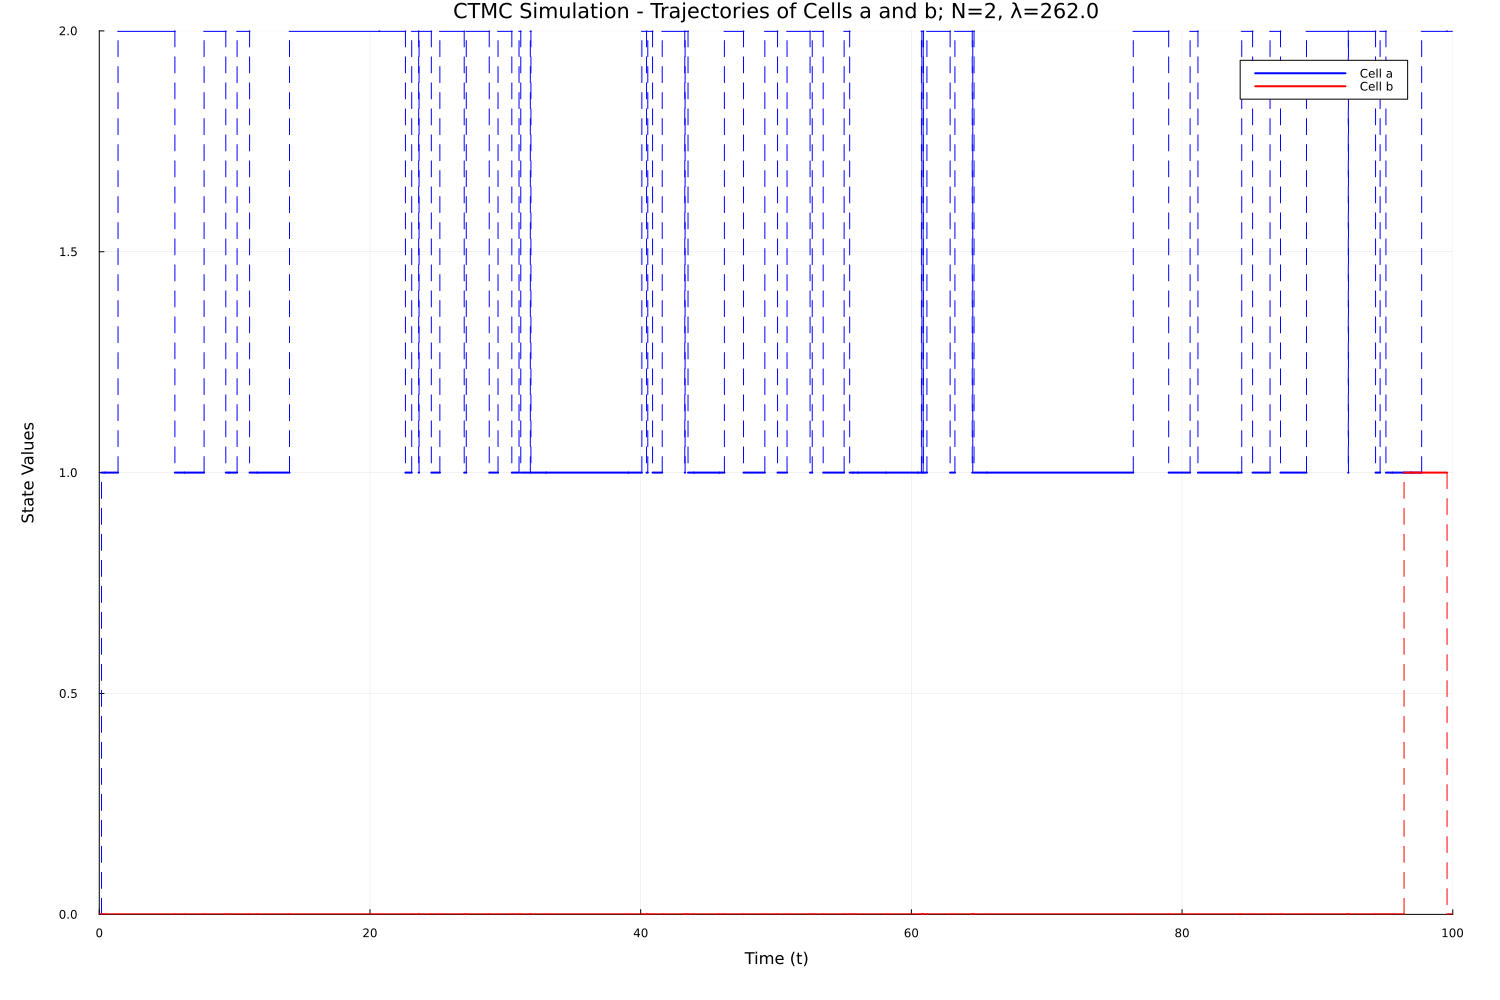 CTMC Simulation - Trajectories of Cells a and b; N=2, λ=262.0
2.0
Cell a
Cell b
1.5
State Values
1.0
0.5
0.0
0 20 40 60 80 100
Time (t)